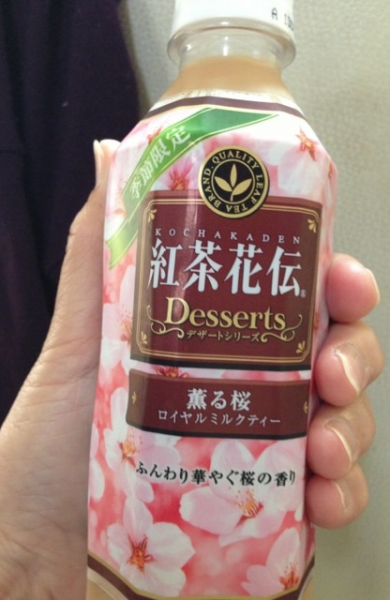 季節限定
QUALITY LEAF TEA BRAND
KOCHAKADEN
紅茶花伝®
Desserts
デザートシリーズ
薫る桜
ロイヤルミルクティー
ふんわり華やぐ桜の香り